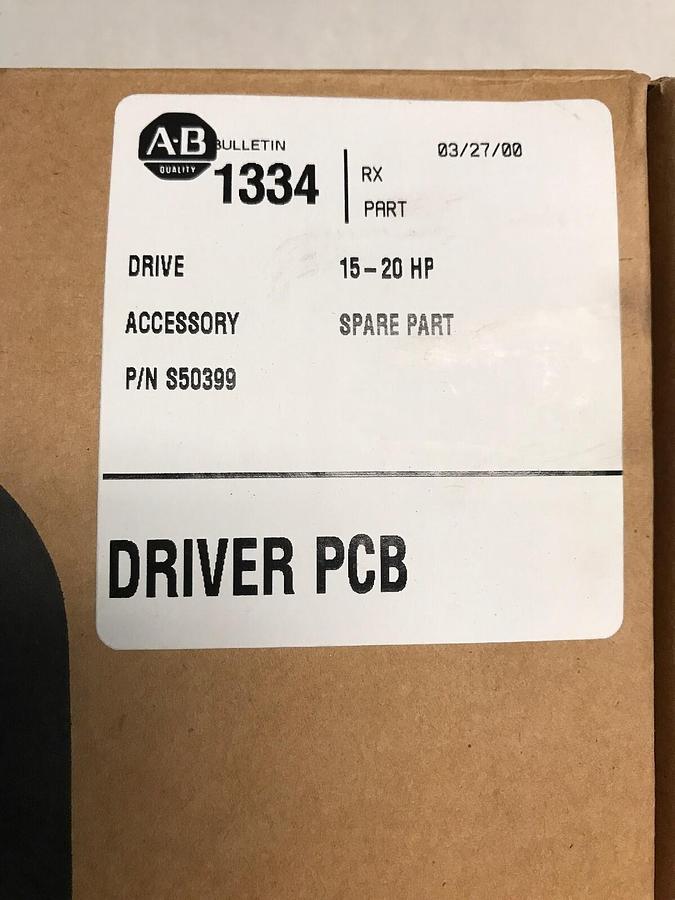 A·B
QUALITY
BULLETIN
1334
RX
PART
03/27/00
DRIVE 15-20 HP
ACCESSORY SPARE PART
P/N S50399
DRIVER PCB